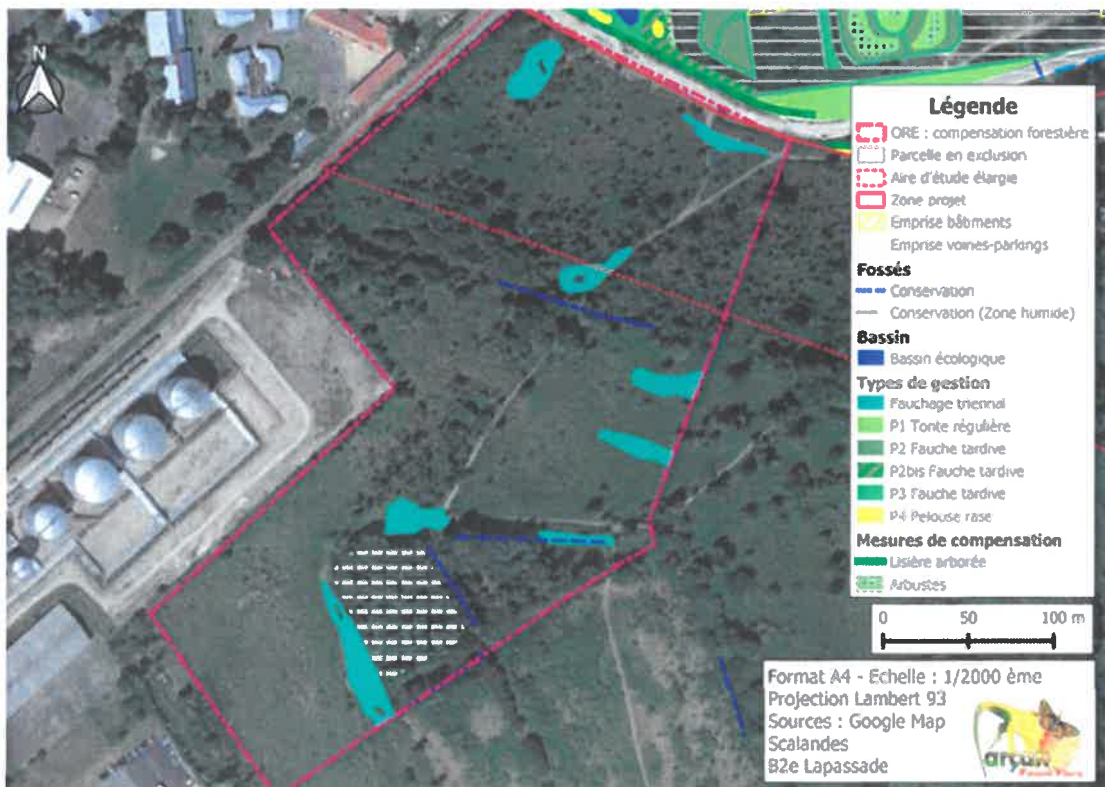 N
Légende
ORE : compensation forestière
Parcelle en exclusion
Aire d'étude élargie
Zone projet
Emprise bâtiments
Emprise voiries-parkings
Fossés
Conservation
Conservation (Zone humide)
Bassin
Bassin écologique
Types de gestion
Fauchage triennal
P1 Tonte régulière
P2 Fauche tardive
P2bis Fauche tardive
P3 Fauche tardive
P4 Pelouse rase
Mesures de compensation
Lisière arborée
Arbustes
0 50 100 m
Format A4 - Echelle : 1/2000 ème
Projection Lambert 93
Sources : Google Map
Scalandes
B2e Lapassade